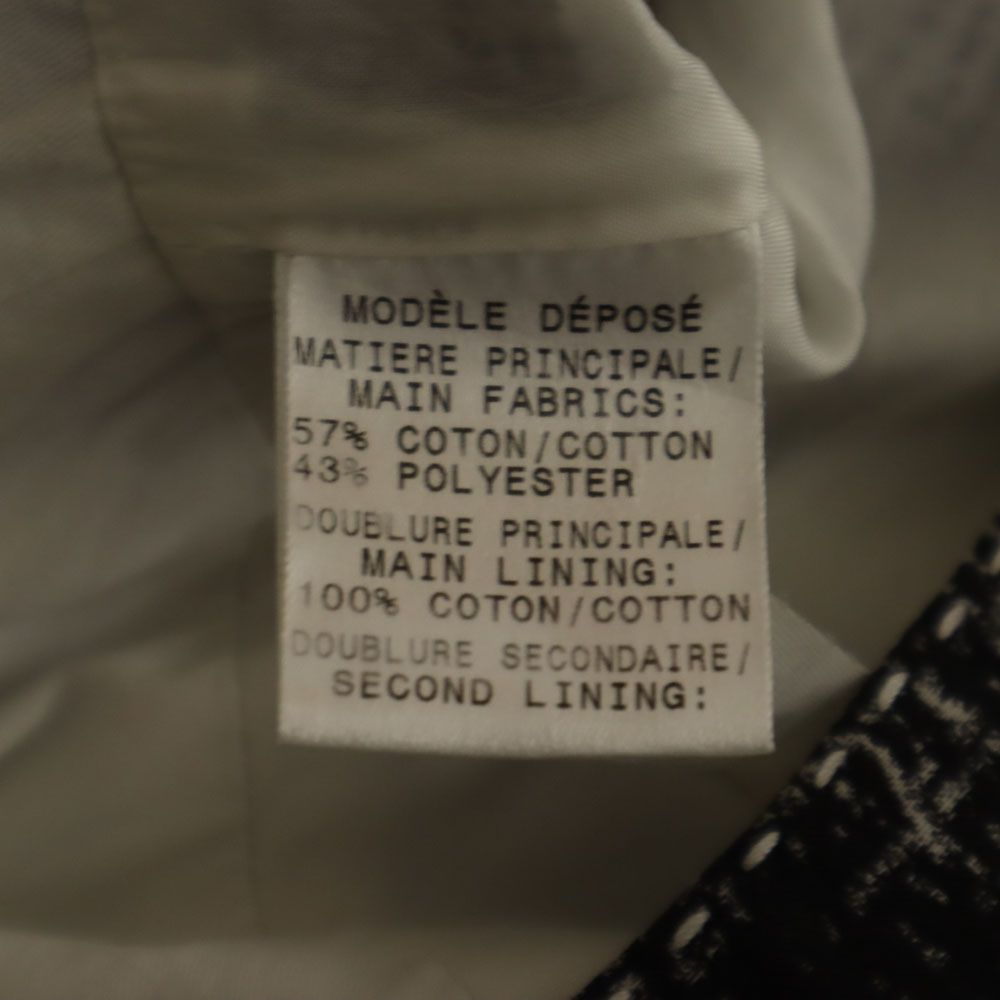 MODÈLE DÉPOSÉ
MATIERE PRINCIPALE/
MAIN FABRICS:
57% COTON/COTTON
43% POLYESTER
DOUBLURE PRINCIPALE/
MAIN LINING:
100% COTON/COTTON
DOUBLURE SECONDAIRE/
SECOND LINING: